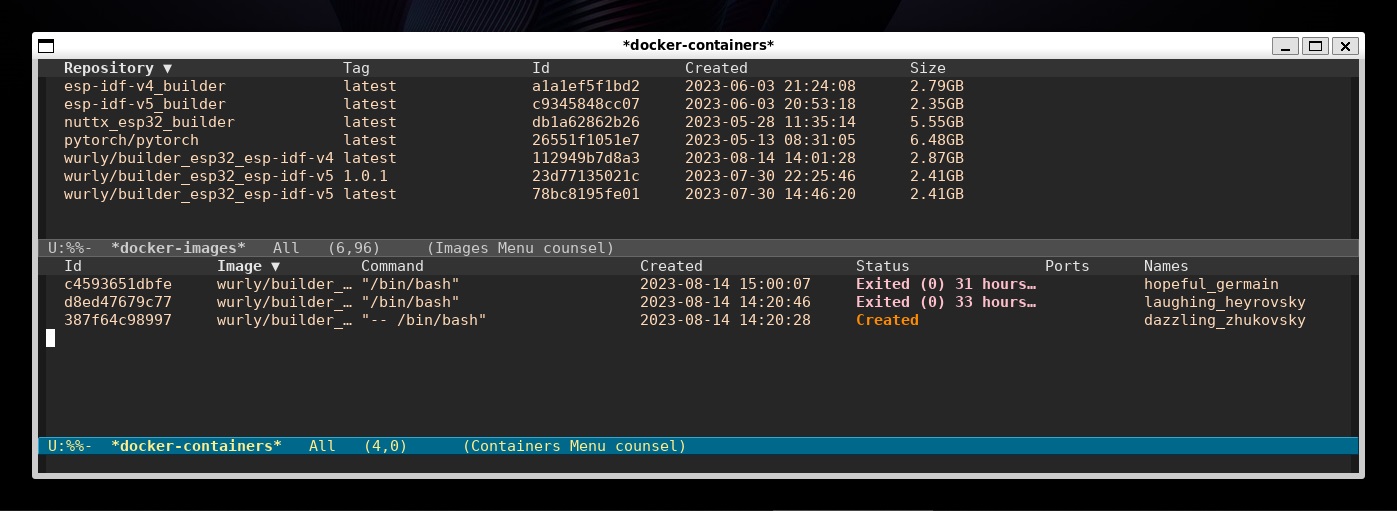 *docker-containers*
Repository ▼ Tag Id Created Size
esp-idf-v4_builder latest a1a1ef5f1bd2 2023-06-03 21:24:08 2.79GB
esp-idf-v5_builder latest c9345848cc07 2023-06-03 20:53:18 2.35GB
nuttx_esp32_builder latest db1a62862b26 2023-05-28 11:35:14 5.55GB
pytorch/pytorch latest 26551f1051e7 2023-05-13 08:31:05 6.48GB
wurly/builder_esp32_esp-idf-v4 latest 112949b7d8a3 2023-08-14 14:01:28 2.87GB
wurly/builder_esp32_esp-idf-v5 1.0.1 23d77135021c 2023-07-30 22:25:46 2.41GB
wurly/builder_esp32_esp-idf-v5 latest 78bc8195fe01 2023-07-30 14:46:20 2.41GB
U:%%- *docker-images* All (6,96) (Images Menu counsel)
Id Image ▼ Command Created Status Ports Names
c4593651dbfe wurly/builder_… "/bin/bash" 2023-08-14 15:00:07 Exited (0) 31 hours… hopeful_germain
d8ed47679c77 wurly/builder_… "/bin/bash" 2023-08-14 14:20:46 Exited (0) 33 hours… laughing_heyrovsky
387f64c98997 wurly/builder_… "-- /bin/bash" 2023-08-14 14:20:28 Created dazzling_zhukovsky
U:%%- *docker-containers* All (4,0) (Containers Menu counsel)